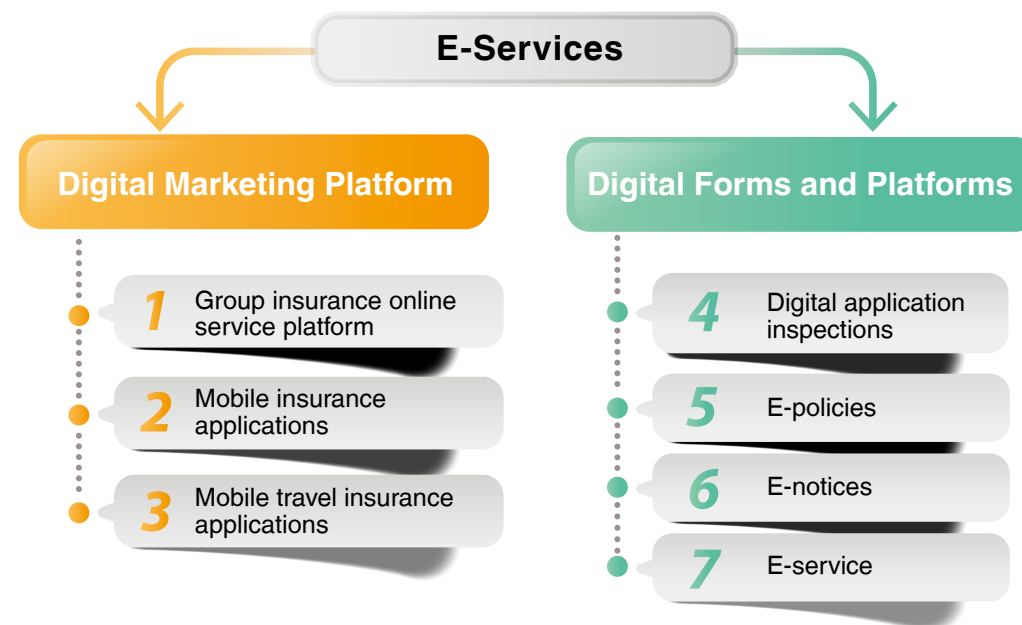 E-Services
Digital Marketing Platform
1 Group insurance online
service platform
2 Mobile insurance
applications
3 Mobile travel insurance
applications
Digital Forms and Platforms
4 Digital application
inspections
5 E-policies
6 E-notices
7 E-service